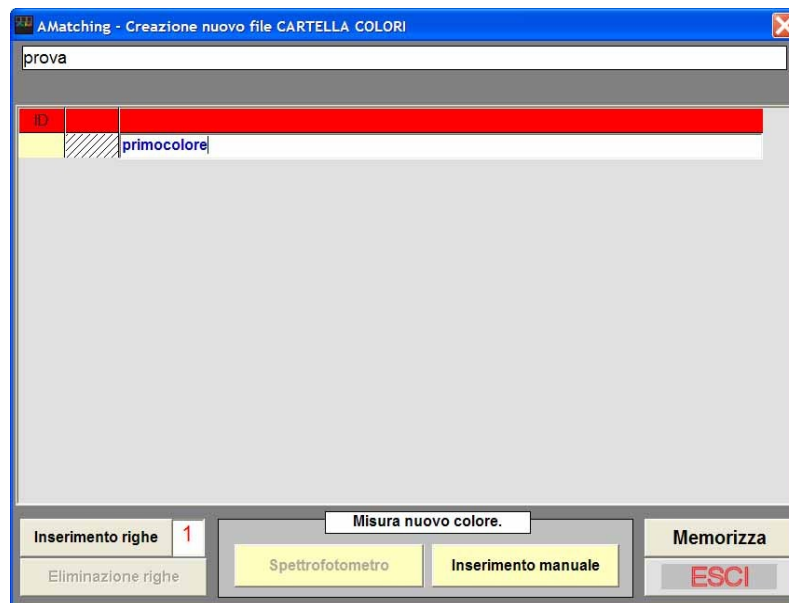 AMatching - Creazione nuovo file CARTELLA COLORI
prova
ID
primocolore
Misura nuovo colore.
Inserimento righe 1
Spettrofotometro
Inserimento manuale
Memorizza
Eliminazione righe
ESCI